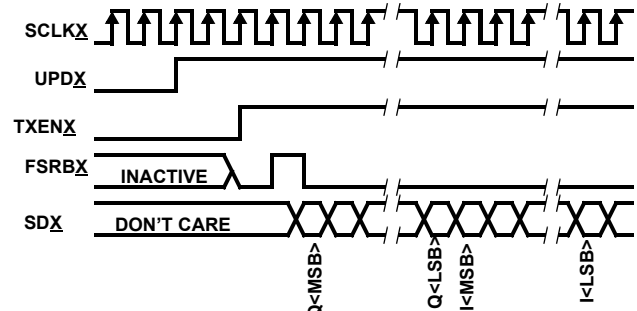 SCLKX
UPDX
TXENX
FSRBX
INACTIVE
SDX
DON'T CARE
Q<MSB>
Q<LSB>
I<MSB>
I<LSB>